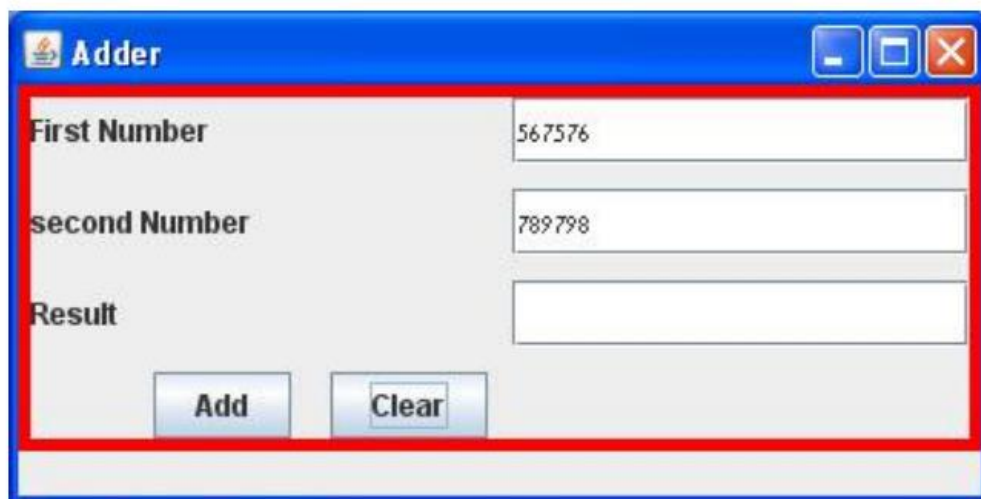 Adder
First Number 567576
second Number 789798
Result
Add Clear